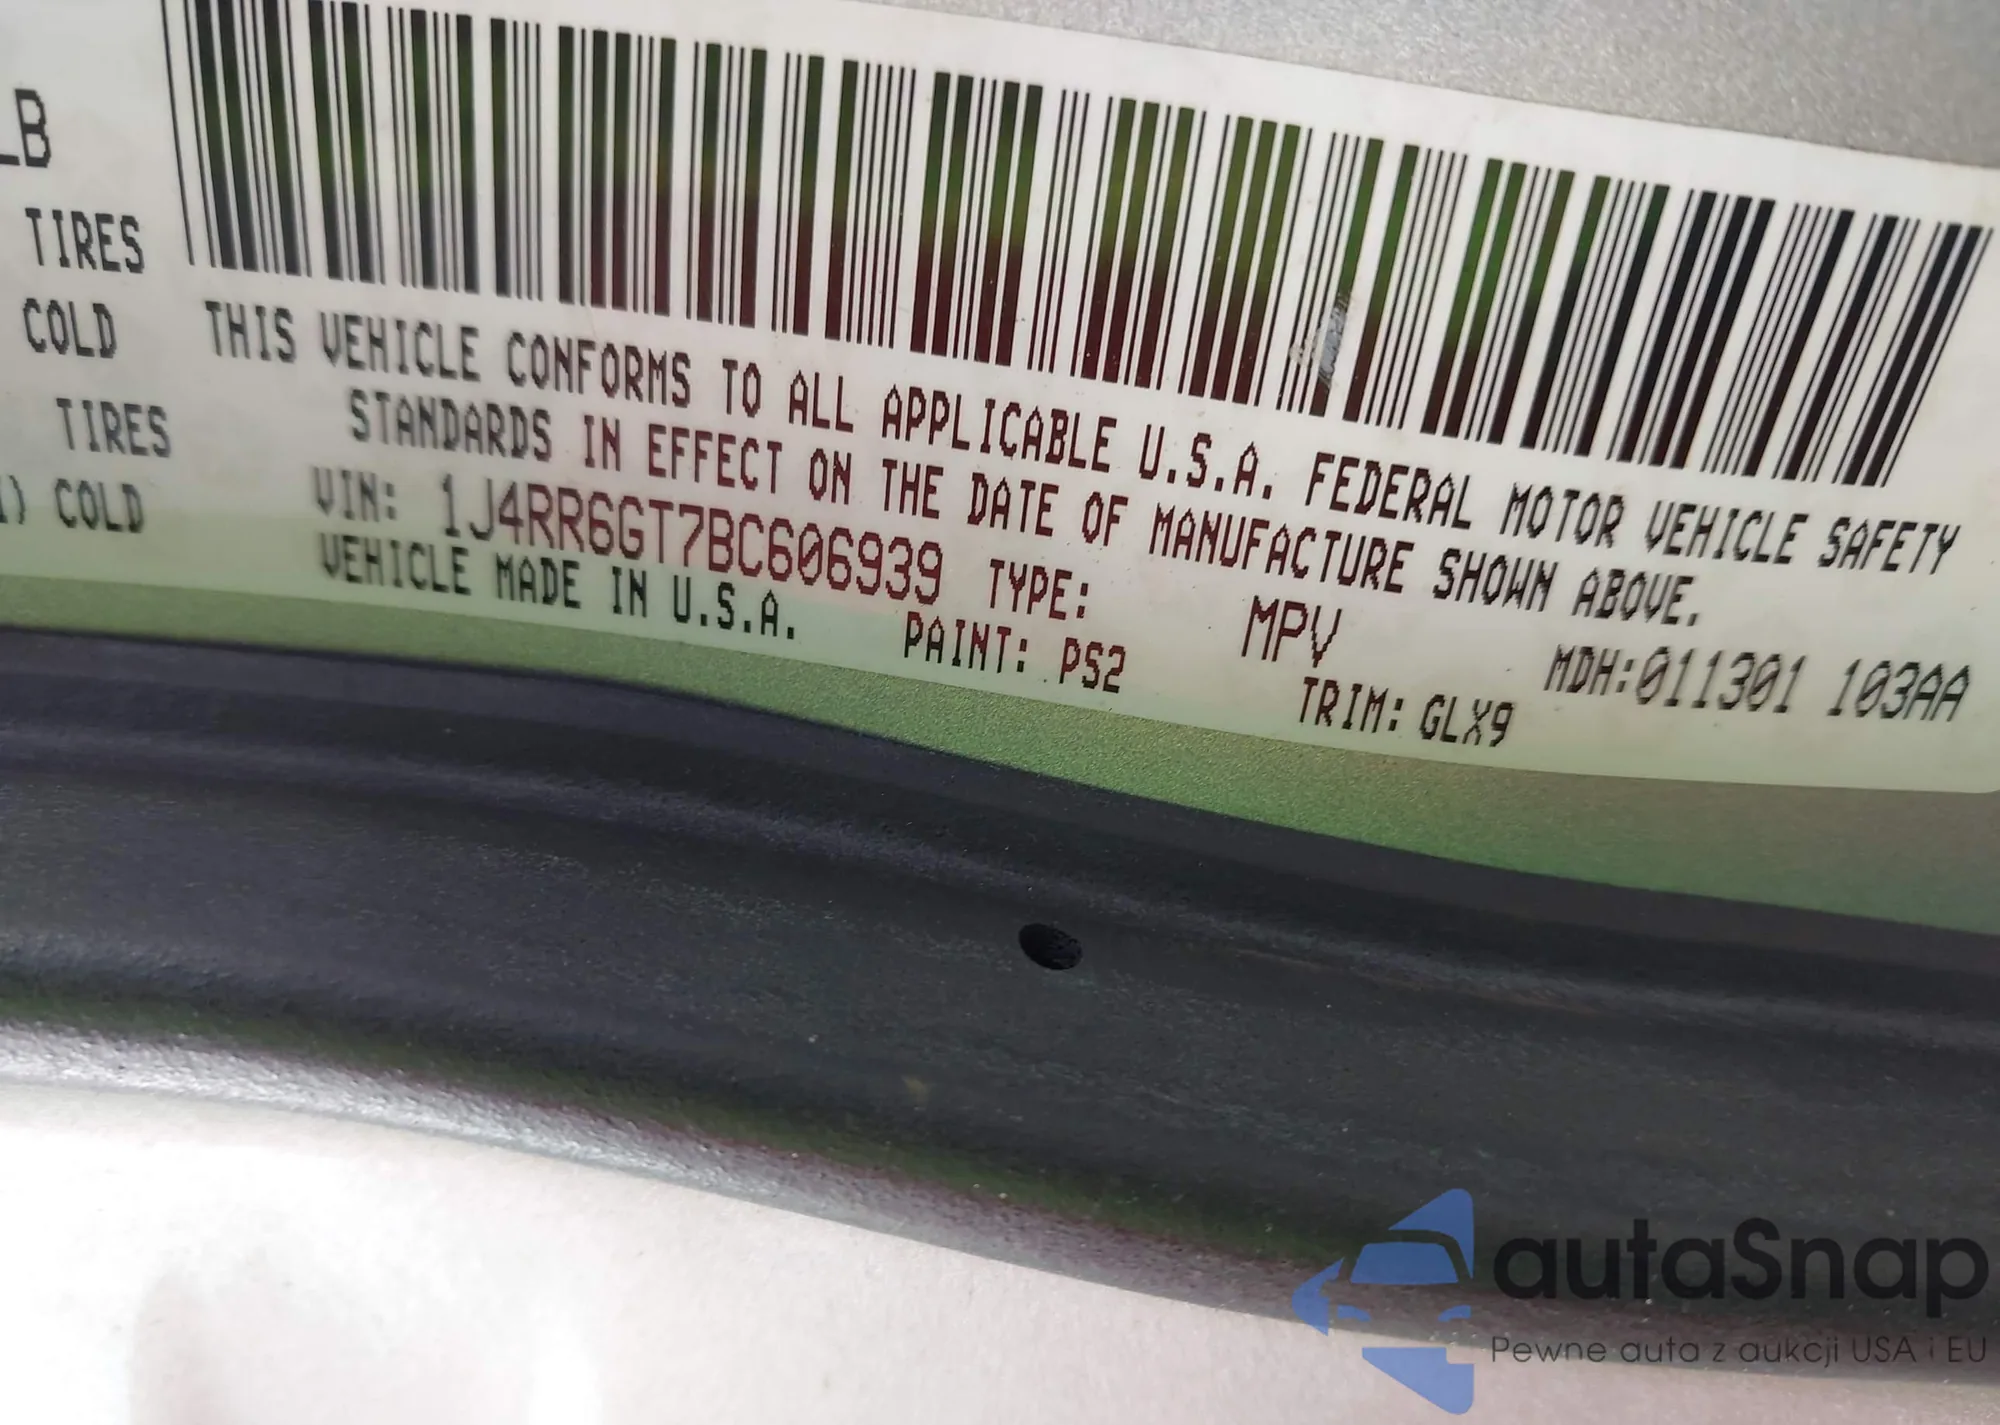 LB
TIRES
COLD
TIRES
) COLD
THIS VEHICLE CONFORMS TO ALL APPLICABLE U.S.A. FEDERAL MOTOR VEHICLE SAFETY
STANDARDS IN EFFECT ON THE DATE OF MANUFACTURE SHOWN ABOVE.
VIN: 1J4RR6GT7BC606939 TYPE: MPV MDH:011301 103AA
VEHICLE MADE IN U.S.A. PAINT: PS2 TRIM: GLX9
autaSnap
Pewne auta z aukcji USA i EU